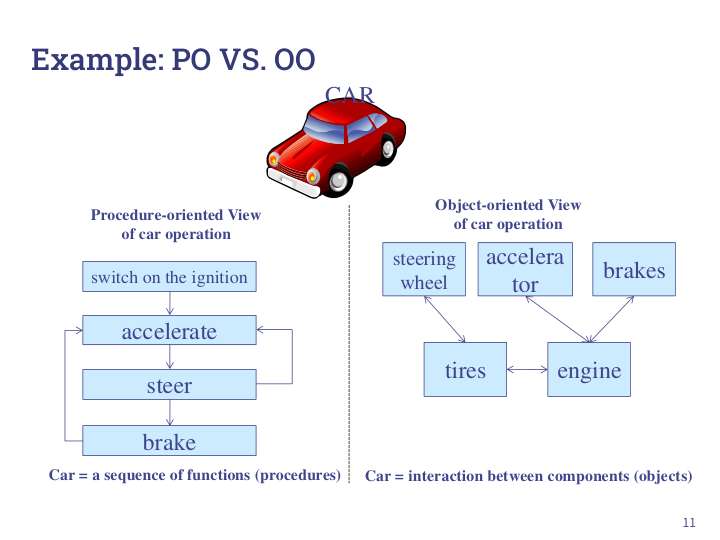 Example: PO VS. OO
CAR
Procedure-oriented View
of car operation
switch on the ignition
accelerate
steer
brake
Car = a sequence of functions (procedures)
Object-oriented View
of car operation
steering
wheel
accelera
tor
brakes
tires
engine
Car = interaction between components (objects)
11